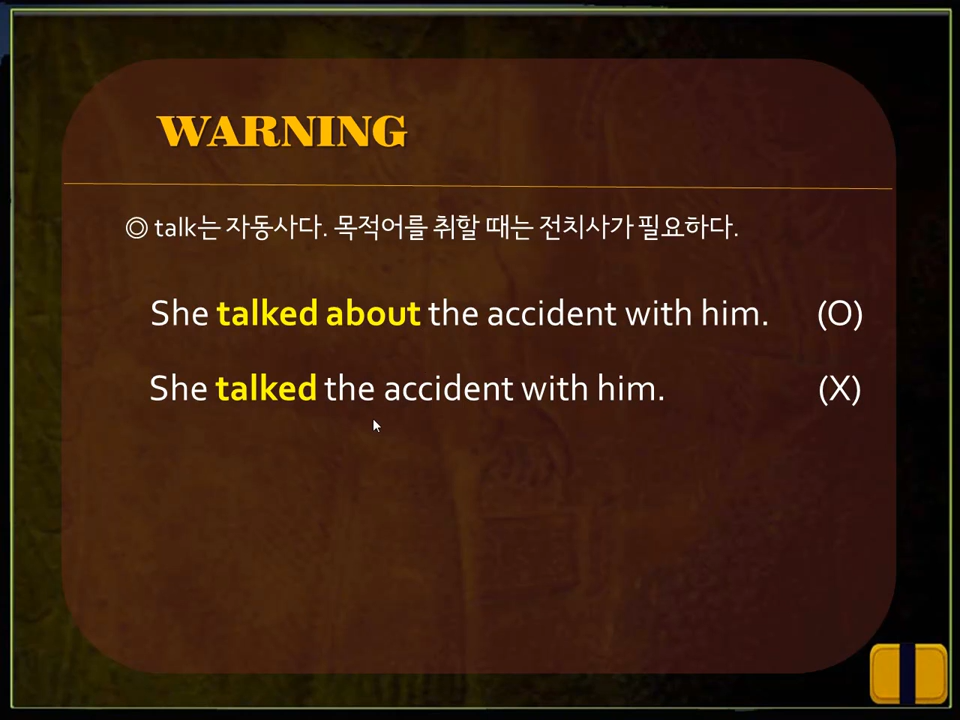 WARNING
◎ talk는 자동사다. 목적어를 취할 때는 전치사가 필요하다.
She talked about the accident with him. (O)
She talked the accident with him. (X)